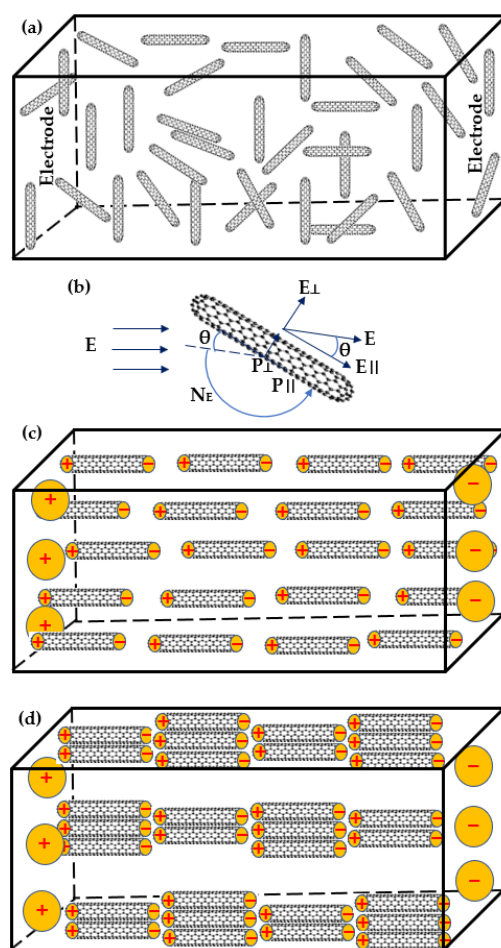 (a)
Electrode
Electrode
(b)
E⊥
E
θ
E
θ
E||
P⊥
P||
NE
(c)
+ − + − + − + −
+ −
+ − + − + − + −
+ − + − + − + −
+ −
+ − + − + − + −
+ −
+ − + − + − + −
(d)
+ − + − + − + −
+ − + − + − + −
+ − + −
+ −
+ − + − + − + −
+ − + − + − + −
+ − + − + −
+ −
+ − + − + − + −
+ − + − + − + −
+ − + −
+ −